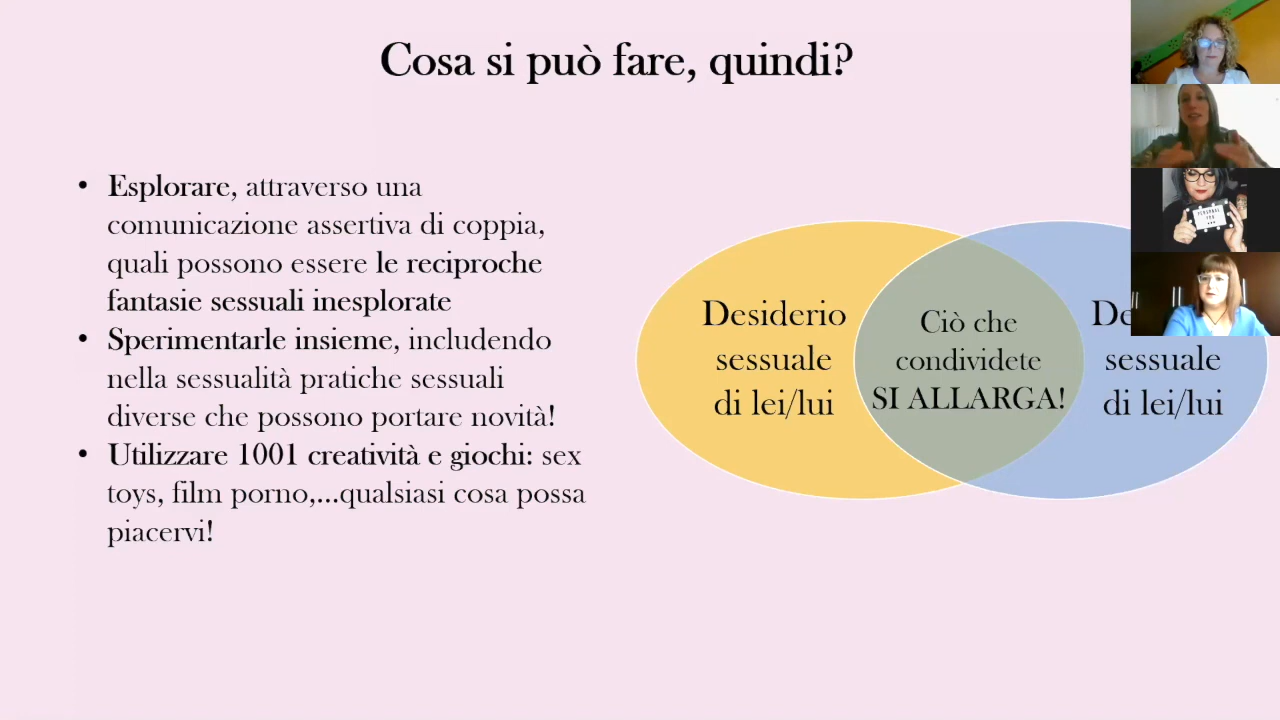 Cosa si può fare, quindi?
• Esplorare, attraverso una
comunicazione assertiva di coppia,
quali possono essere le reciproche
fantasie sessuali inesplorate
• Sperimentarle insieme, includendo
nella sessualità pratiche sessuali
diverse che possono portare novità!
• Utilizzare 1001 creatività e giochi: sex
toys, film porno,...qualsiasi cosa possa
piacervi!
Desiderio
sessuale
di lei/lui
Ciò che
condividete
SI ALLARGA!
De
sessuale
di lei/lui